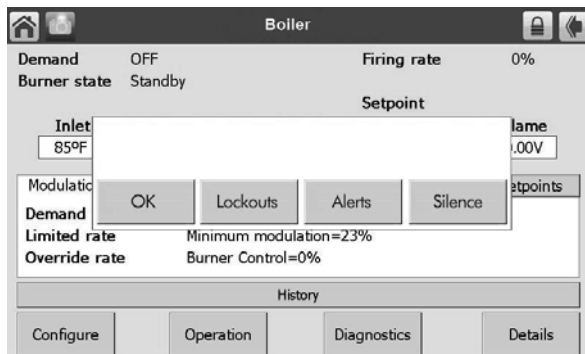 Boiler
Demand OFF Firing rate 0%
Burner state Standby
Setpoint
Inlet lame
85ºF .00V
Modulatio etpoints
OK Lockouts Alerts Silence
Demand
Limited rate Minimum modulation=23%
Override rate Burner Control=0%
History
Configure Operation Diagnostics Details